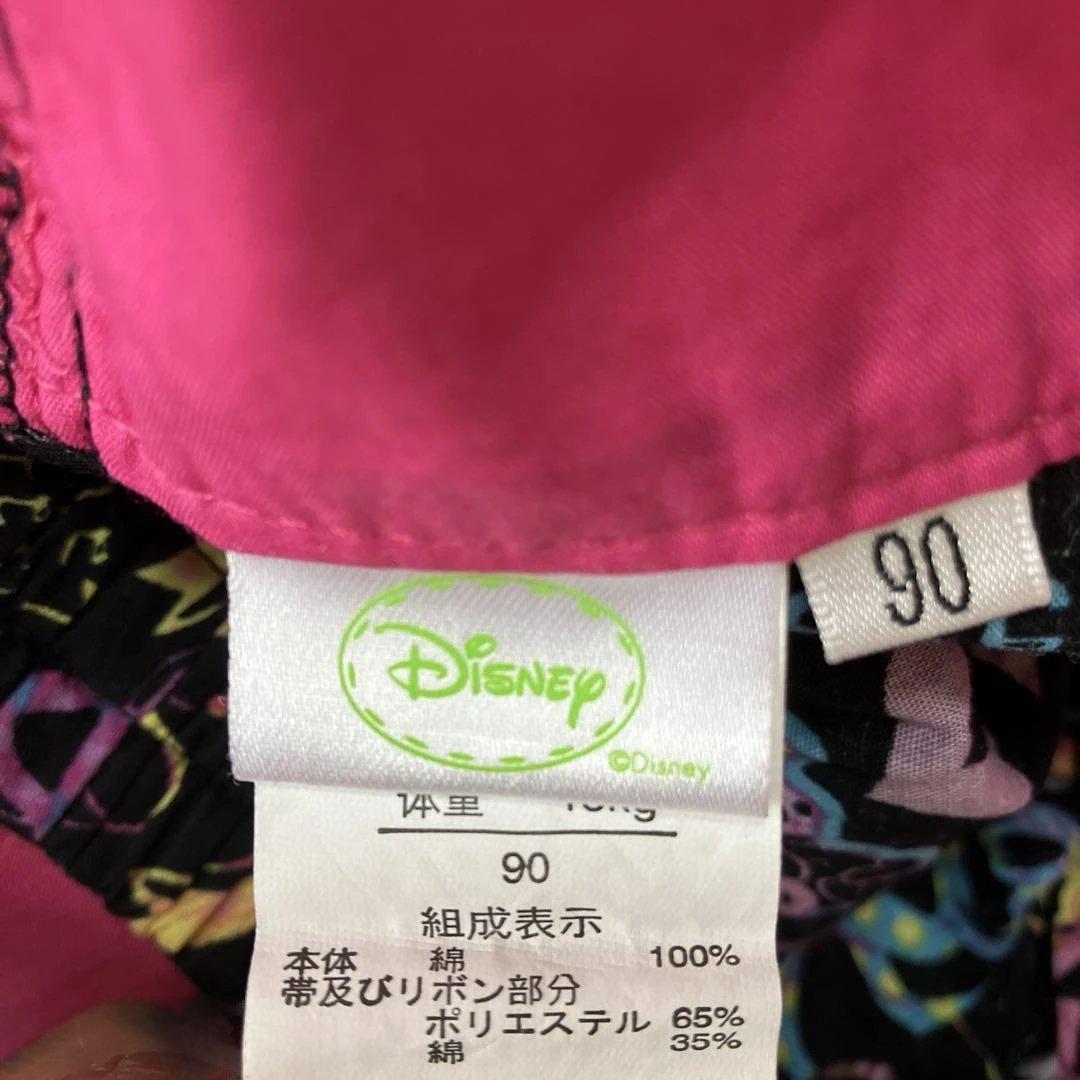 90
Disney
©Disney
体重
90
組成表示
本体 綿 100%
帯及びリボン部分
ポリエステル 65%
綿 35%